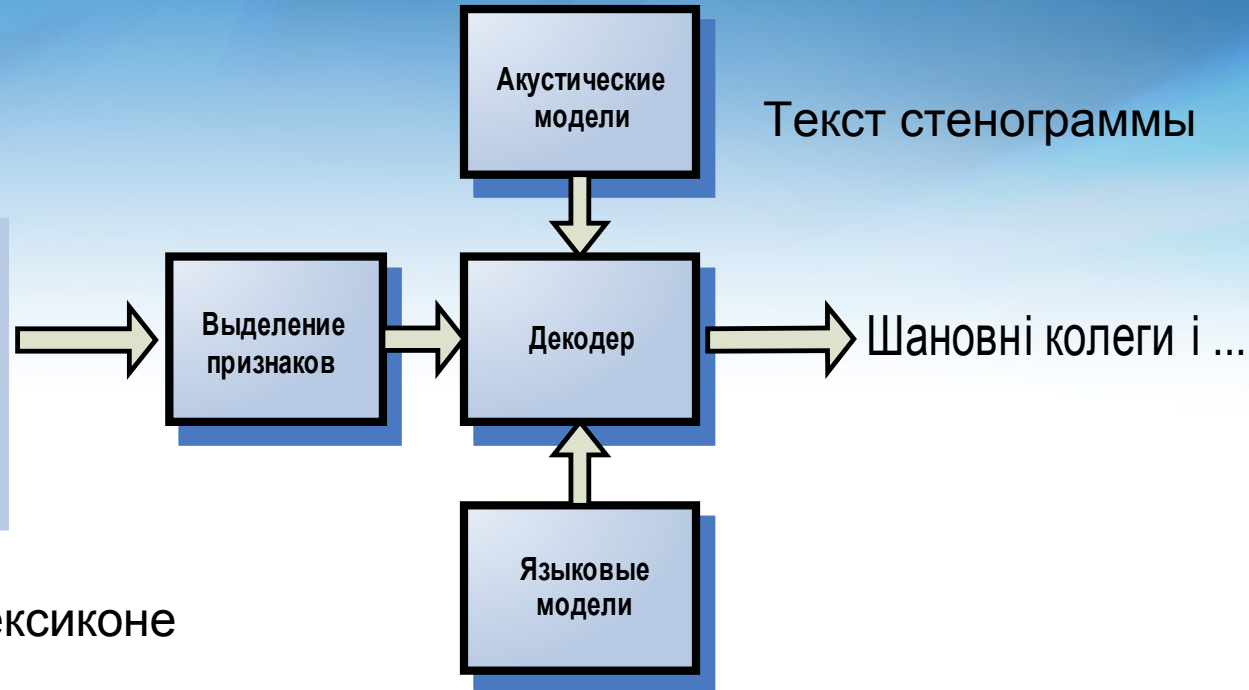 Акустические
модели
Текст стенограммы
Выделение
признаков
Декодер
Шановні колеги і ...
Языковые
модели
ексиконе